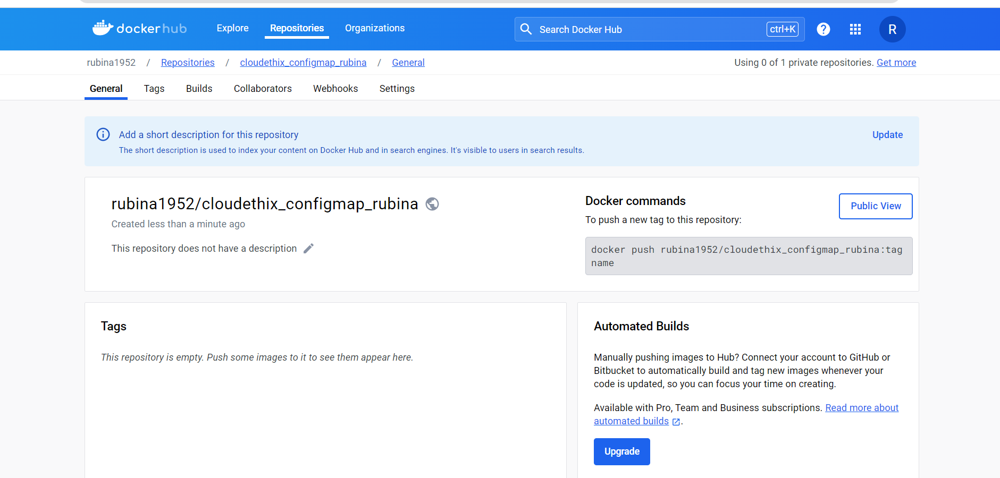 dockerhub Explore Repositories Organizations Search Docker Hub ctrl+K ? R
rubina1952 / Repositories / cloudethix_configmap_rubina / General Using 0 of 1 private repositories. Get more
General Tags Builds Collaborators Webhooks Settings
Add a short description for this repository Update
The short description is used to index your content on Docker Hub and in search engines. It's visible to users in search results.
rubina1952/cloudethix_configmap_rubina
Created less than a minute ago
This repository does not have a description
Docker commands
Public View
To push a new tag to this repository:
docker push rubina1952/cloudethix_configmap_rubina:tag
name
Tags
This repository is empty. Push some images to it to see them appear here.
Automated Builds
Manually pushing images to Hub? Connect your account to GitHub or
Bitbucket to automatically build and tag new images whenever your
code is updated, so you can focus your time on creating.
Available with Pro, Team and Business subscriptions. Read more about
automated builds .
Upgrade